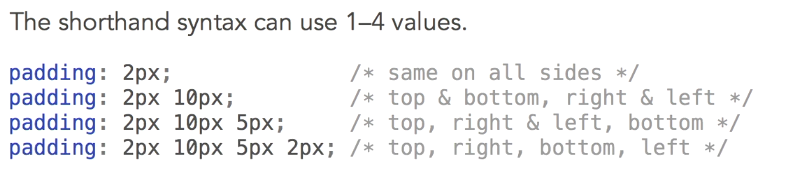 The shorthand syntax can use 1–4 values.
padding: 2px; /* same on all sides */
padding: 2px 10px; /* top & bottom, right & left */
padding: 2px 10px 5px; /* top, right & left, bottom */
padding: 2px 10px 5px 2px; /* top, right, bottom, left */